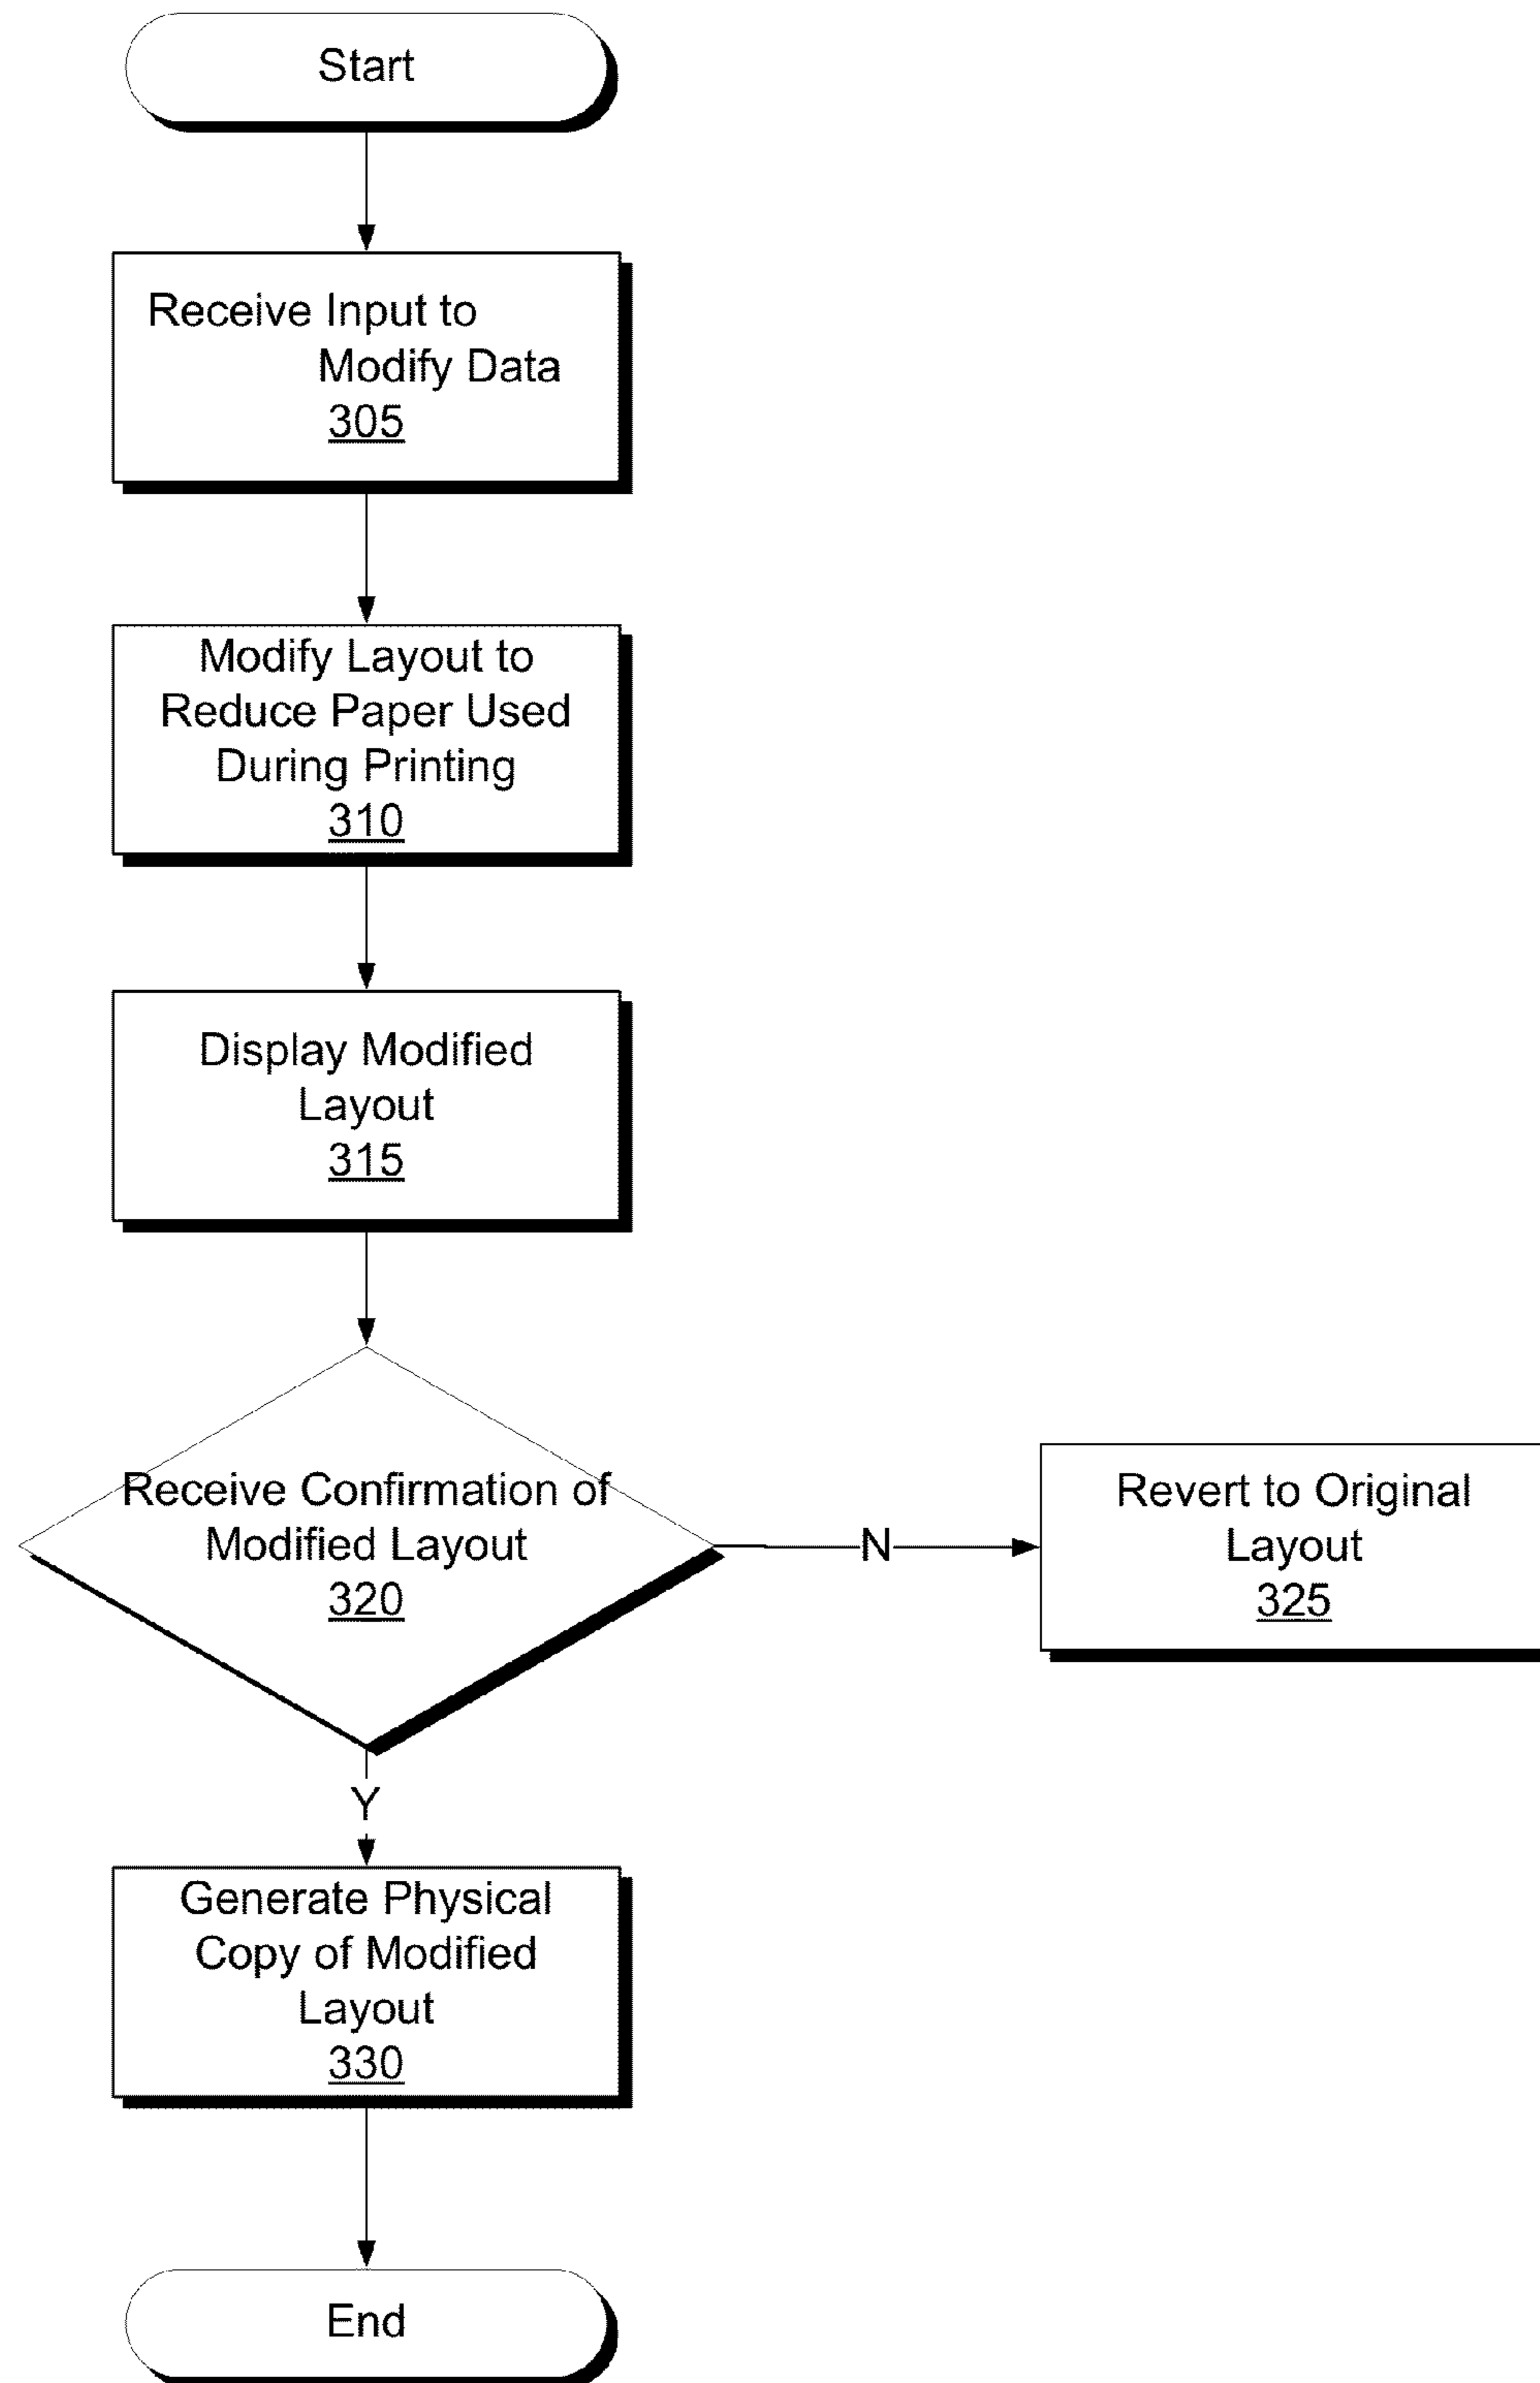 Start
Receive Input to
Modify Data
305
Modify Layout to
Reduce Paper Used
During Printing
310
Display Modified
Layout
315
Receive Confirmation of
Modified Layout
320
N
Revert to Original
Layout
325
Y
Generate Physical
Copy of Modified
Layout
330
End